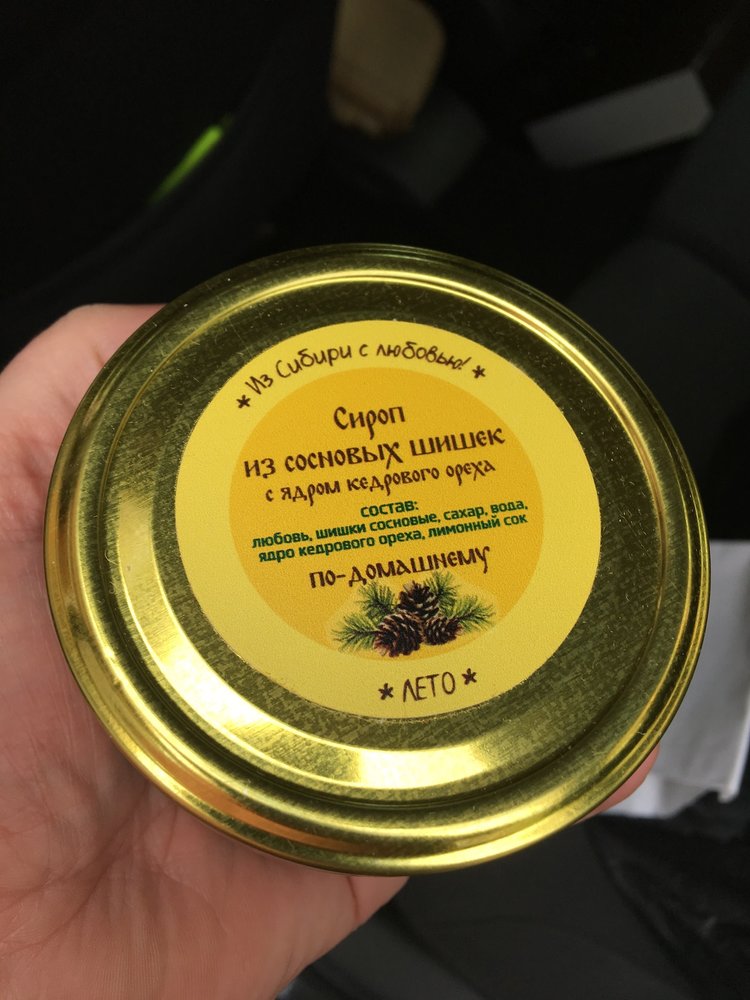 * Из Сибири с любовью! *
Сироп
из сосновых шишек
с ядром кедрового ореха
состав:
любовь, шишки сосновые, сахар, вода,
ядро кедрового ореха, лимонный сок
по-домашнему
* ЛЕТО *